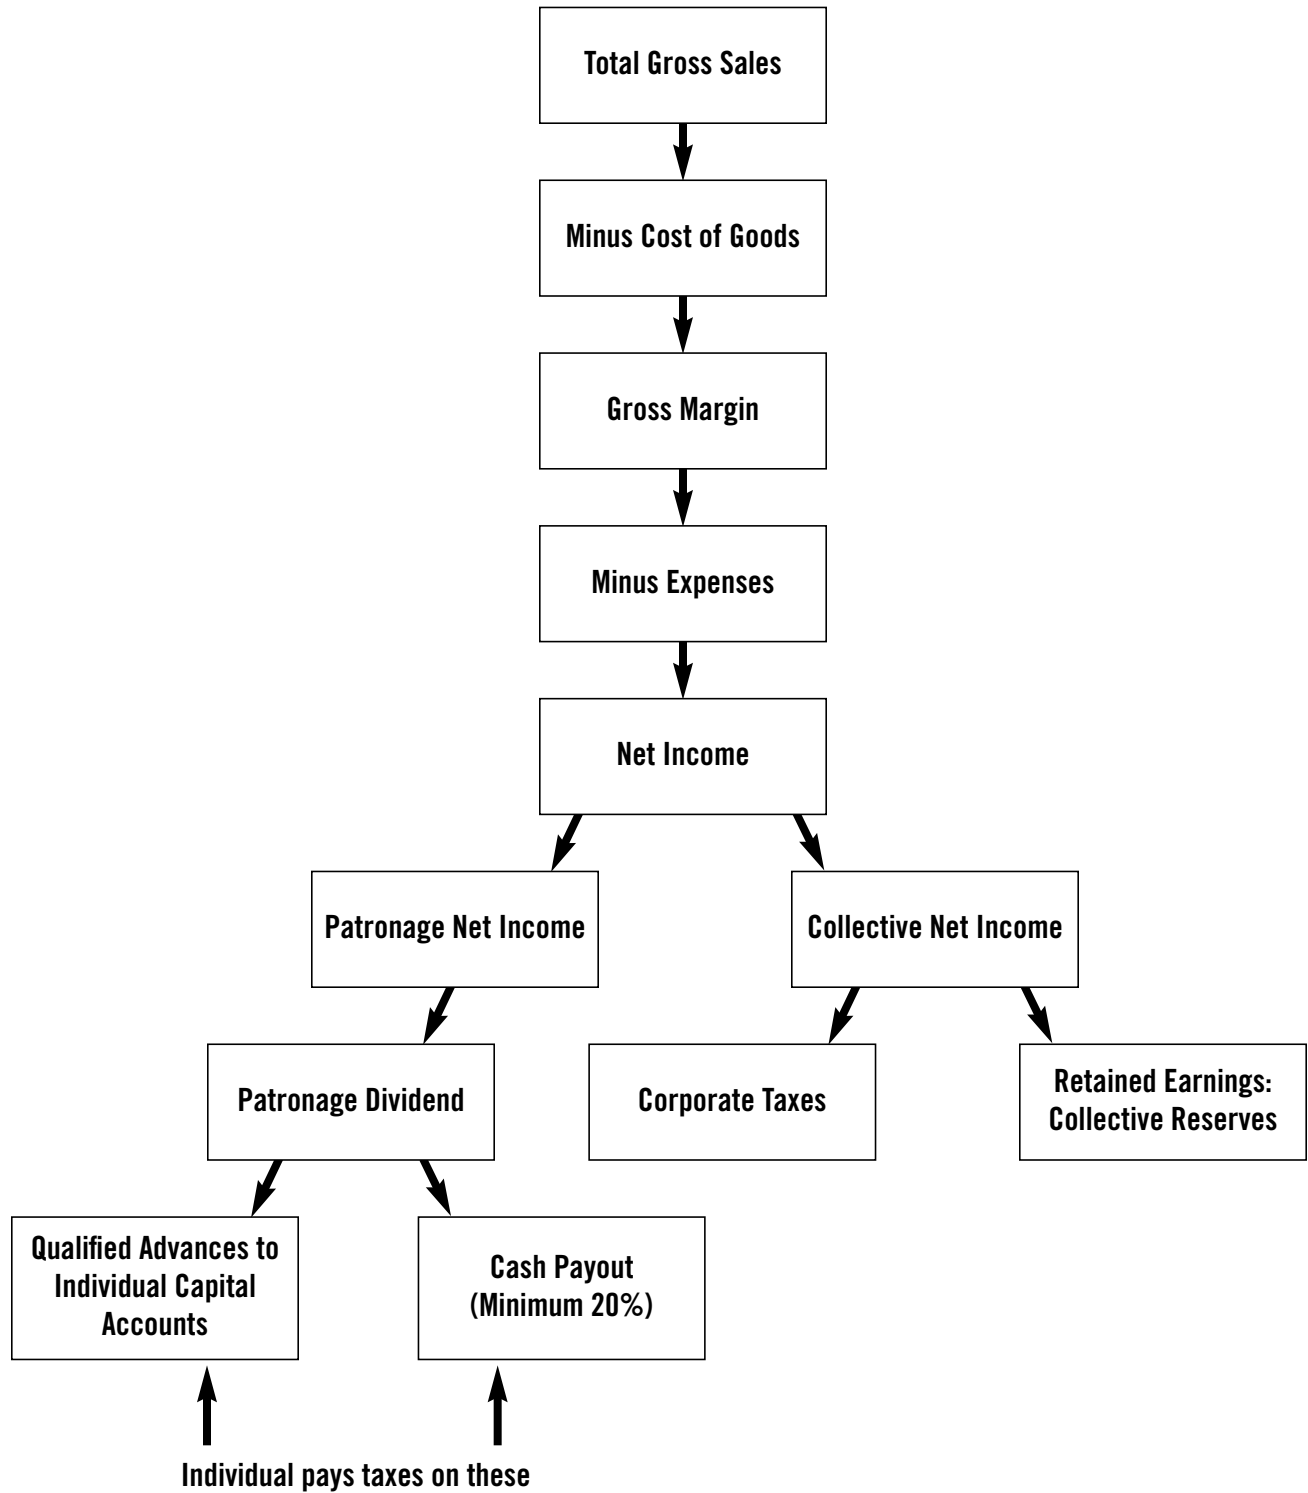 Total Gross Sales
Minus Cost of Goods
Gross Margin
Minus Expenses
Net Income
Patronage Net Income
Collective Net Income
Patronage Dividend
Corporate Taxes
Retained Earnings:
Collective Reserves
Qualified Advances to
Individual Capital
Accounts
Cash Payout
(Minimum 20%)
Individual pays taxes on these